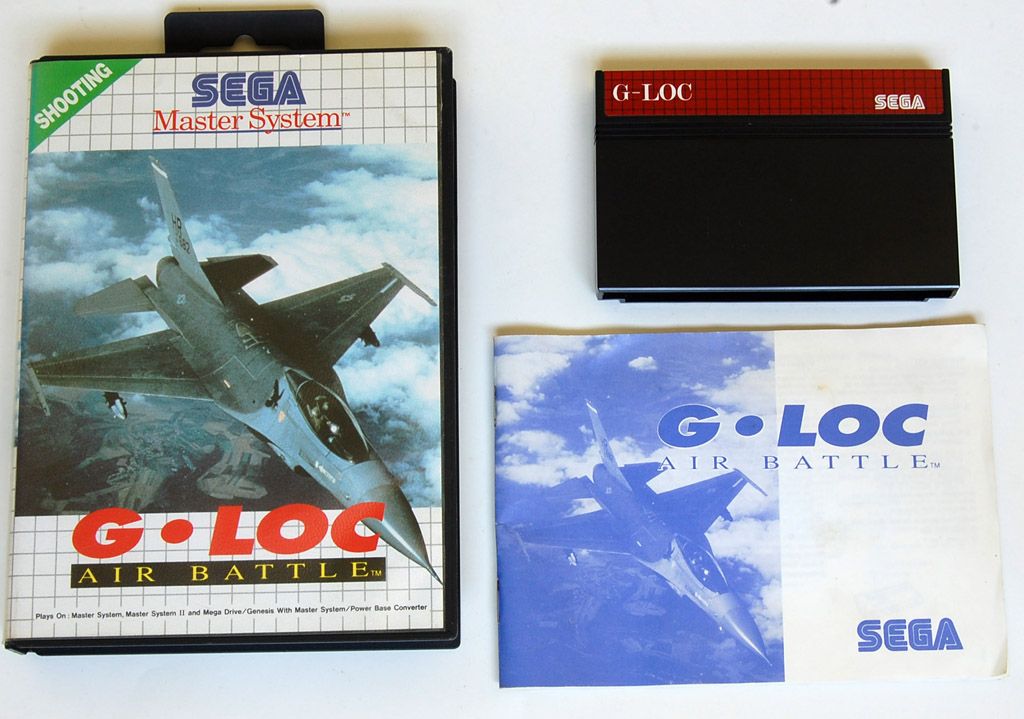 SHOOTING
SEGA
Master System™
HD
G•LOC
AIR BATTLE™
Plays On : Master System, Master System II and Mega Drive/Genesis With Master System/Power Base Converter
G-LOC
SEGA
G•LOC
AIR BATTLE™
SEGA